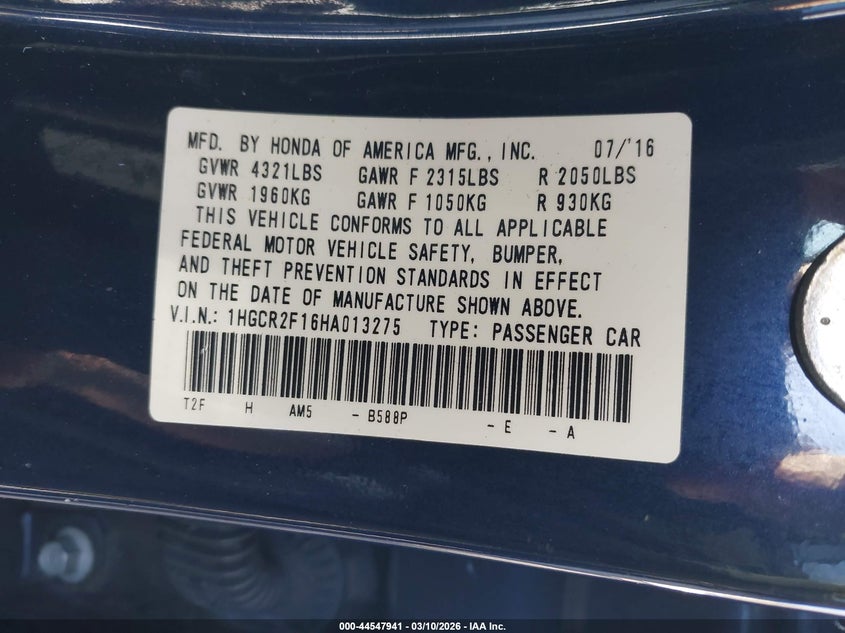 MFD. BY HONDA OF AMERICA MFG., INC. 07/'16
GVWR 4321LBS GAWR F 2315LBS R 2050LBS
GVWR 1960KG GAWR F 1050KG R 930KG
THIS VEHICLE CONFORMS TO ALL APPLICABLE
FEDERAL MOTOR VEHICLE SAFETY, BUMPER,
AND THEFT PREVENTION STANDARDS IN EFFECT
ON THE DATE OF MANUFACTURE SHOWN ABOVE.
V.I.N.: 1HGCR2F16HA013275 TYPE: PASSENGER CAR
T2F H AM5 - B588P - E - A
000-44547941 - 03/10/2026 - IAA Inc.